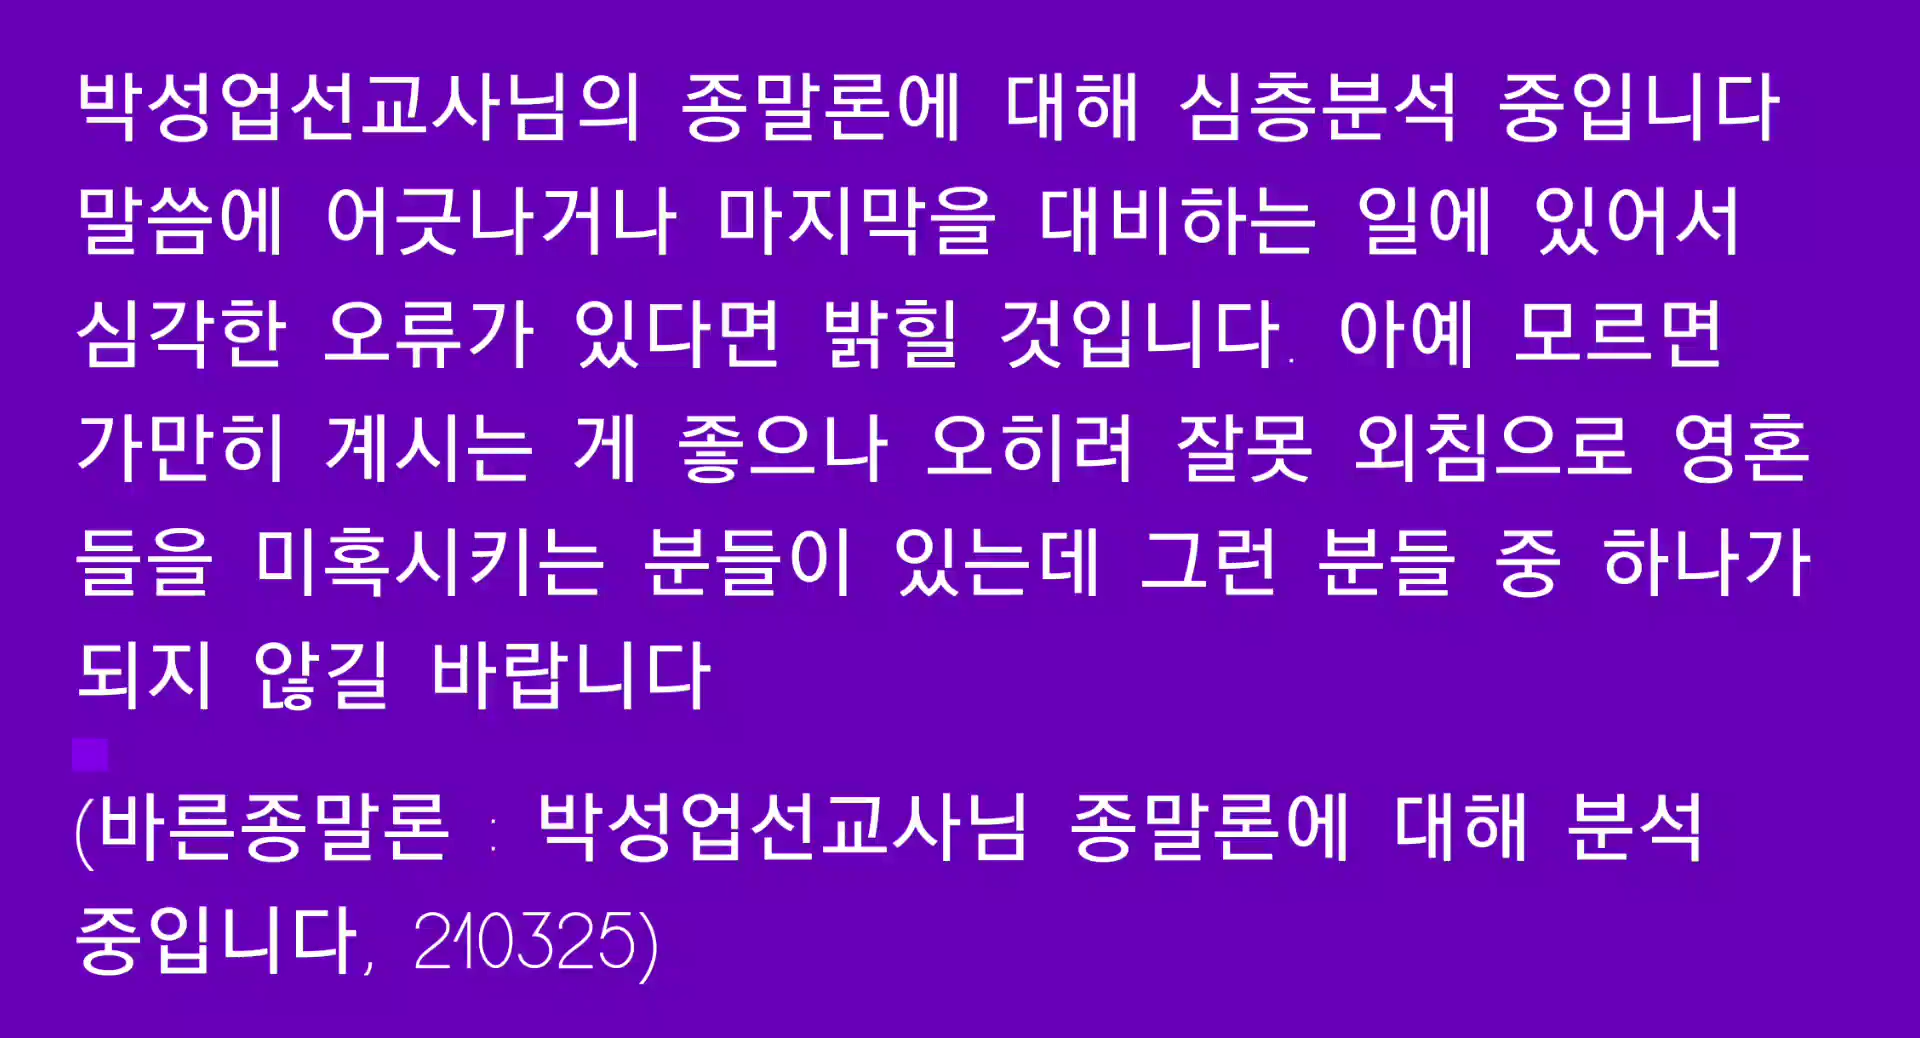 박성업선교사님의 종말론에 대해 심층분석 중입니다
말씀에 어긋나거나 마지막을 대비하는 일에 있어서
심각한 오류가 있다면 밝힐 것입니다. 아예 모르면
가만히 계시는 게 좋으나 오히려 잘못 외침으로 영혼
들을 미혹시키는 분들이 있는데 그런 분들 중 하나가
되지 않길 바랍니다
(바른종말론 : 박성업선교사님 종말론에 대해 분석
중입니다, 210325)